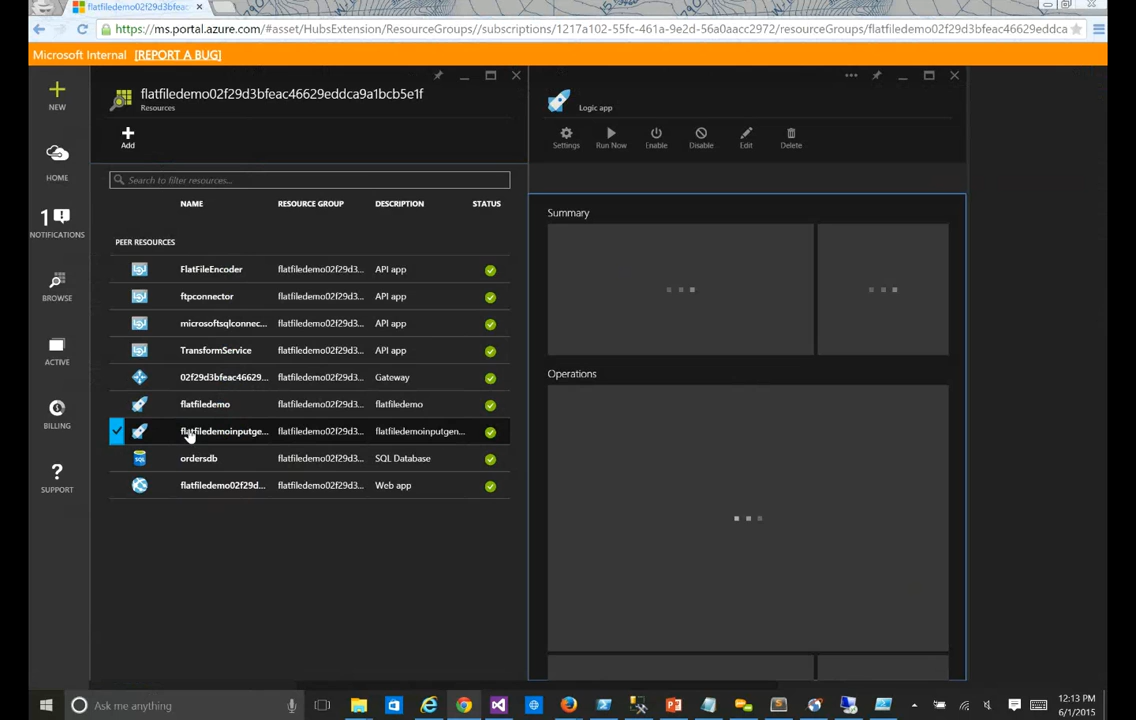 flatfiledemo02f29d3bfeac
https://ms.portal.azure.com/#asset/HubsExtension/ResourceGroups//subscriptions/1217a102-55fc-461a-9e2d-56a0aacc2972/resourceGroups/flatfiledemo02f29d3bfeac46629eddca
Microsoft Internal [REPORT A BUG]
NEW
HOME
1
NOTIFICATIONS
BROWSE
ACTIVE
BILLING
?
SUPPORT
flatfiledemo02f29d3bfeac46629eddca9a1bcb5e1f
Resources
Add
Search to filter resources...
NAME RESOURCE GROUP DESCRIPTION STATUS
PEER RESOURCES
FlatFileEncoder flatfiledemo02f29d3... API app
ftpconnector flatfiledemo02f29d3... API app
microsoftsqlconnec... flatfiledemo02f29d3... API app
TransformService flatfiledemo02f29d3... API app
02f29d3bfeac46629... flatfiledemo02f29d3... Gateway
flatfiledemo flatfiledemo02f29d3... flatfiledemo
flatfiledemoinputge... flatfiledemo02f29d3... flatfiledemoinputgen...
ordersdb flatfiledemo02f29d3... SQL Database
flatfiledemo02f29d... flatfiledemo02f29d3... Web app
Logic app
Settings Run Now Enable Disable Edit Delete
Summary
Operations
Ask me anything
12:13 PM
6/1/2015